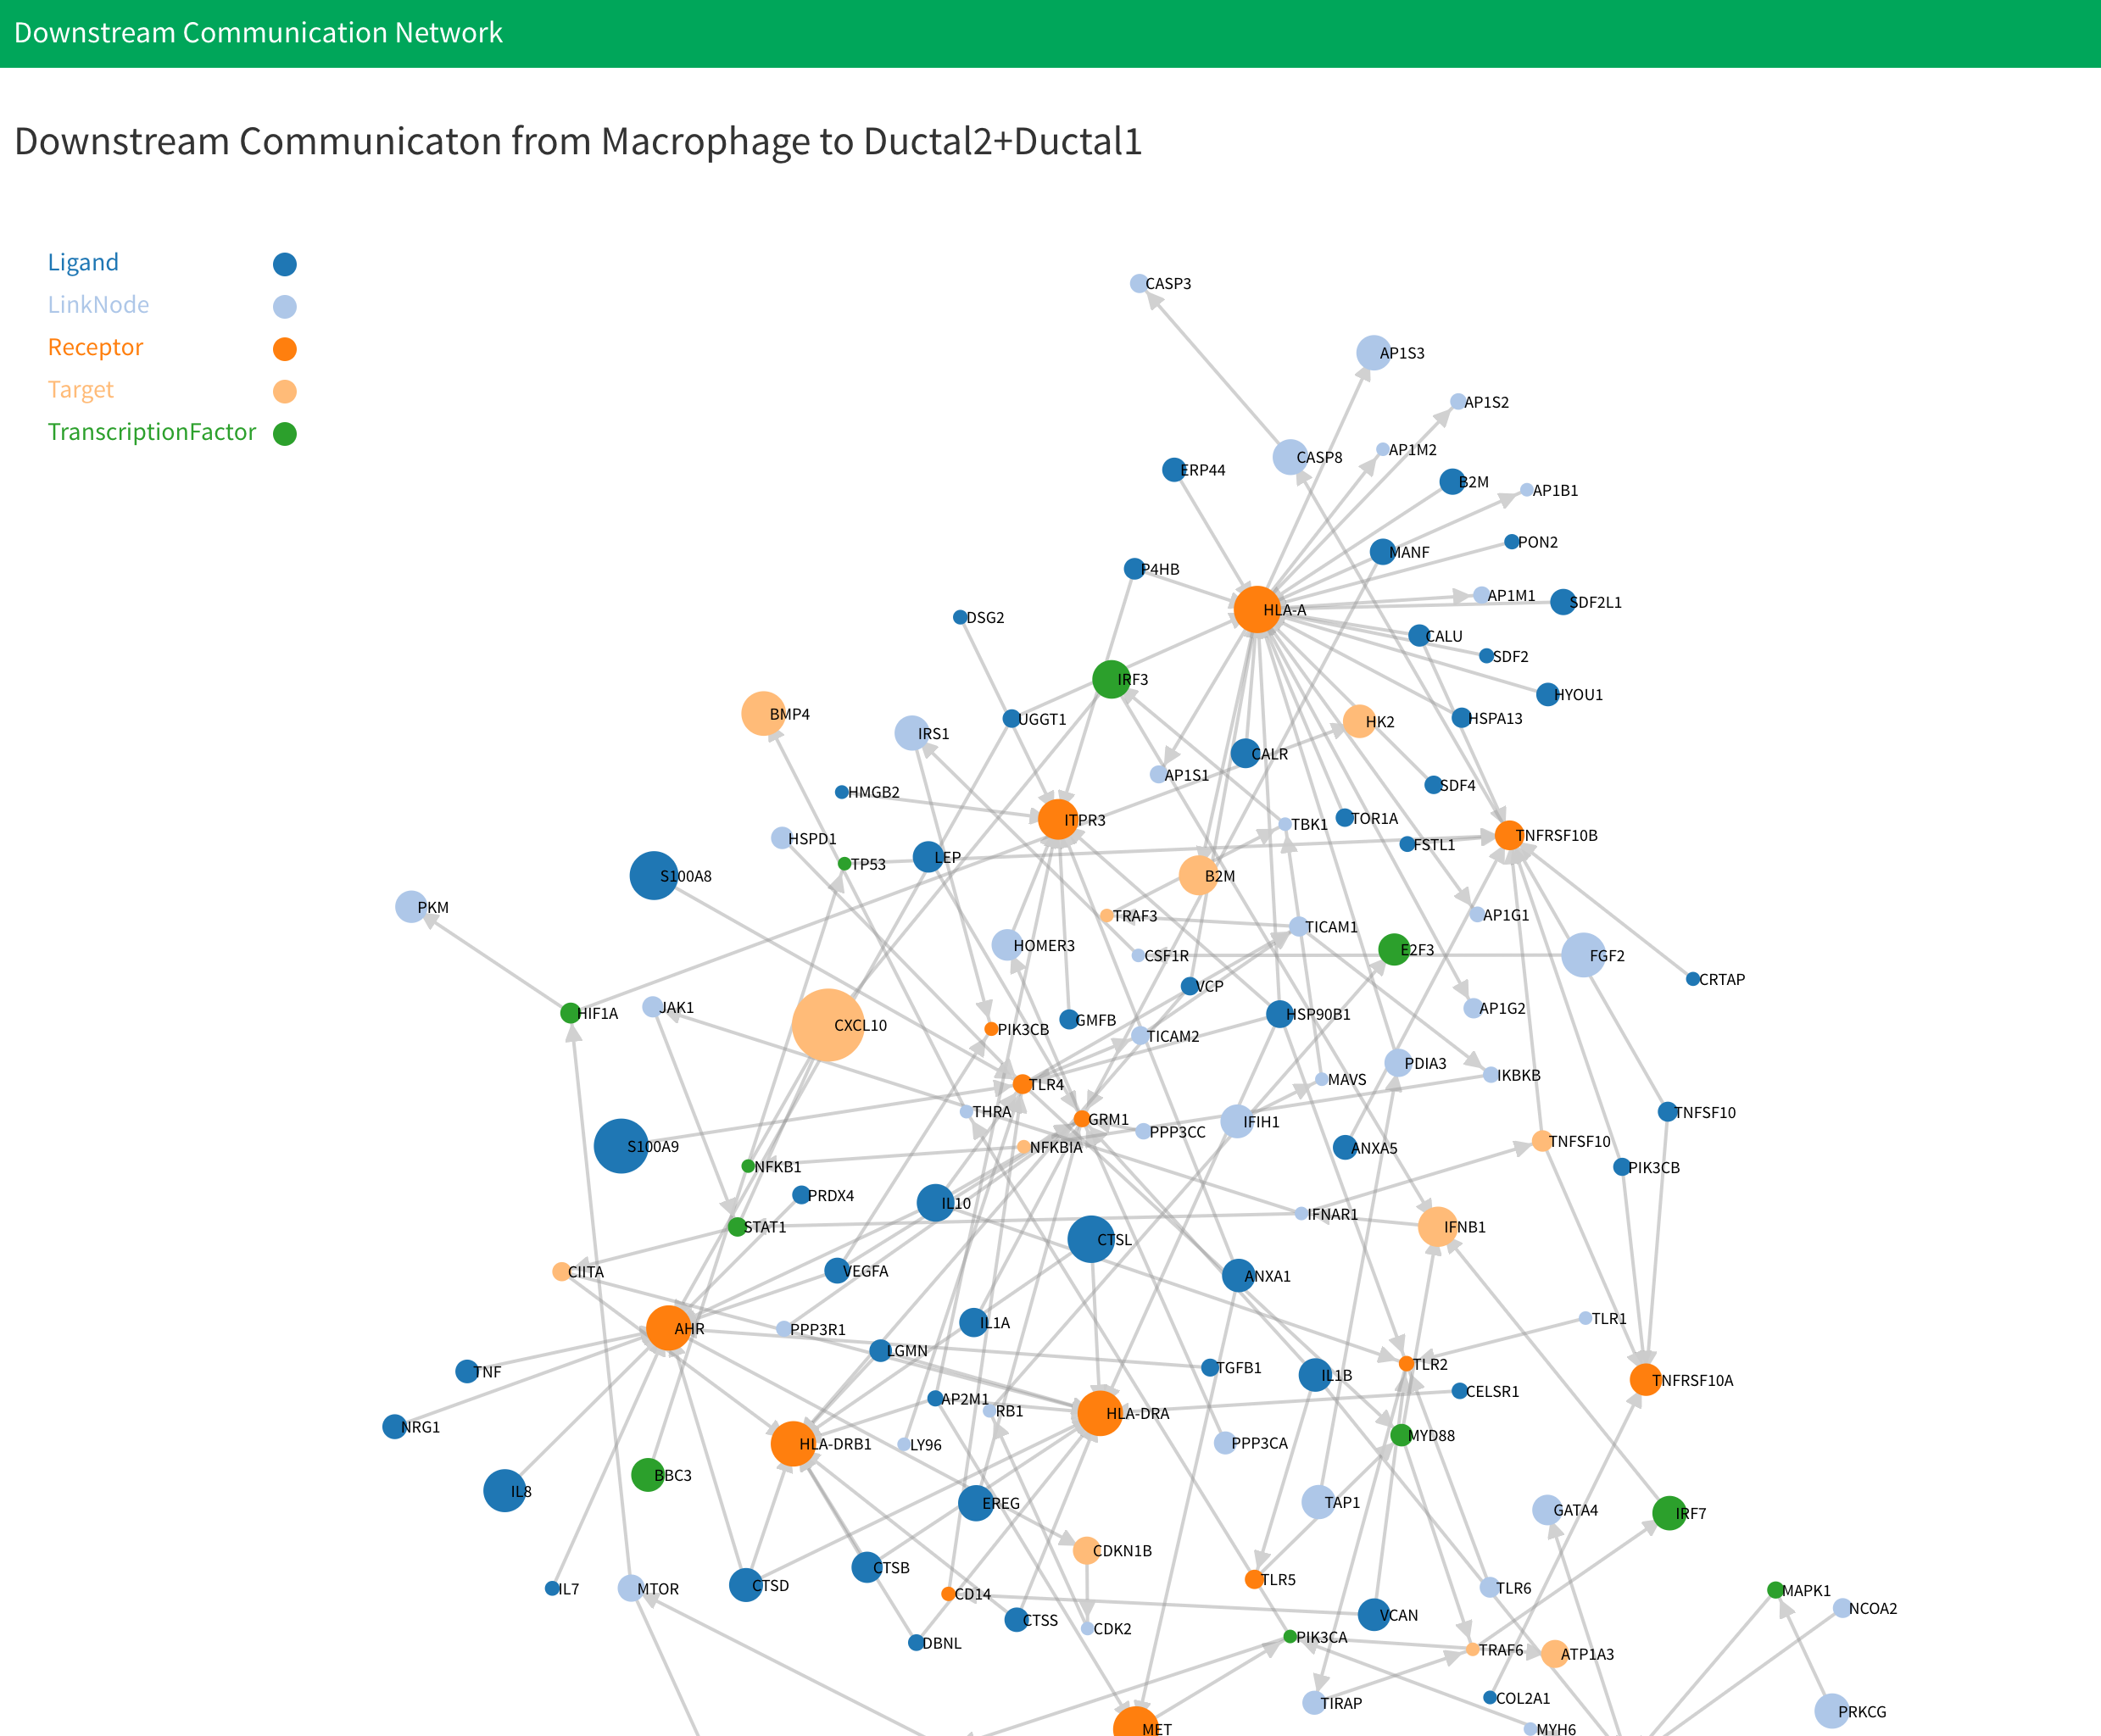 Downstream Communication Network
Downstream Communicaton from Macrophage to Ductal2+Ductal1
Ligand
LinkNode
Receptor
Target
TranscriptionFactor
CASP3
AP1S3
AP1S2
AP1M2
CASP8
ERP44
B2M
AP1B1
PON2
MANF
P4HB
AP1M1
SDF2L1
HLA-A
DSG2
CALU
SDF2
IRF3
HYOU1
BMP4
UGGT1
HSPA13
HK2
IRS1
CALR
AP1S1
SDF4
HMGB2
TOR1A
ITPR3
TBK1
TNFRSF10B
HSPD1
FSTL1
LEP
TP53
S100A8
B2M
PKM
TRAF3
AP1G1
TICAM1
HOMER3
E2F3
CSF1R
FGF2
CRTAP
VCP
JAK1
AP1G2
HIF1A
HSP90B1
GMFB
CXCL10
PIK3CB
TICAM2
PDIA3
IKBKB
MAVS
TLR4
THRA
TNFSF10
GRM1
IFIH1
PPP3CC
TNFSF10
S100A9
NFKBIA
ANXA5
NFKB1
PIK3CB
PRDX4
IL10
IFNAR1
STAT1
IFNB1
CTSL
CIITA
VEGFA
ANXA1
TLR1
IL1A
AHR
PPP3R1
LGMN
TLR2
TNF
TGFB1
IL1B
TNFRSF10A
CELSR1
AP2M1
RB1
HLA-DRA
NRG1
MYD88
PPP3CA
HLA-DRB1
LY96
BBC3
IL8
EREG
TAP1
GATA4
IRF7
CDKN1B
CTSB
TLR5
CTSD
IL7
MTOR
TLR6
MAPK1
CD14
NCOA2
VCAN
CTSS
CDK2
PIK3CA
DBNL
TRAF6
ATP1A3
COL2A1
TIRAP
PRKCG
MET
MYH6